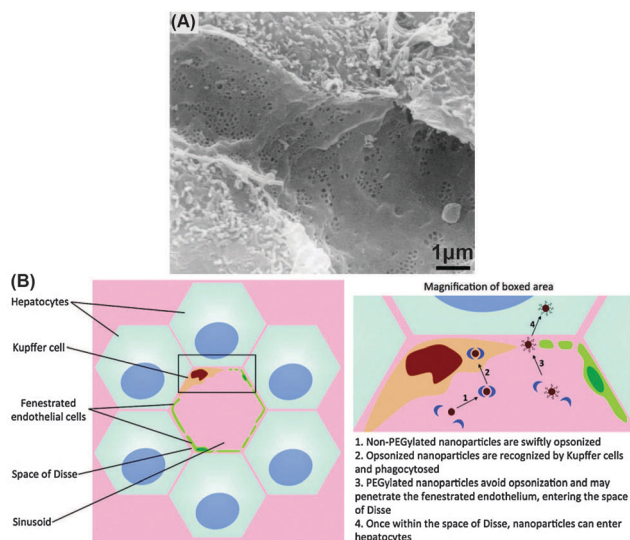 (A)
1µm
(B)
Hepatocytes
Kupffer cell
Fenestrated
endothelial cells
Space of Disse
Sinusoid
Magnification of boxed area
1
2
3
4
1. Non-PEGylated nanoparticles are swiftly opsonized
2. Opsonized nanoparticles are recognized by Kupffer cells
and phagocytosed
3. PEGylated nanoparticles avoid opsonization and may
penetrate the fenestrated endothelium, entering the space
of Disse
4. Once within the space of Disse, nanoparticles can enter
hepatocytes